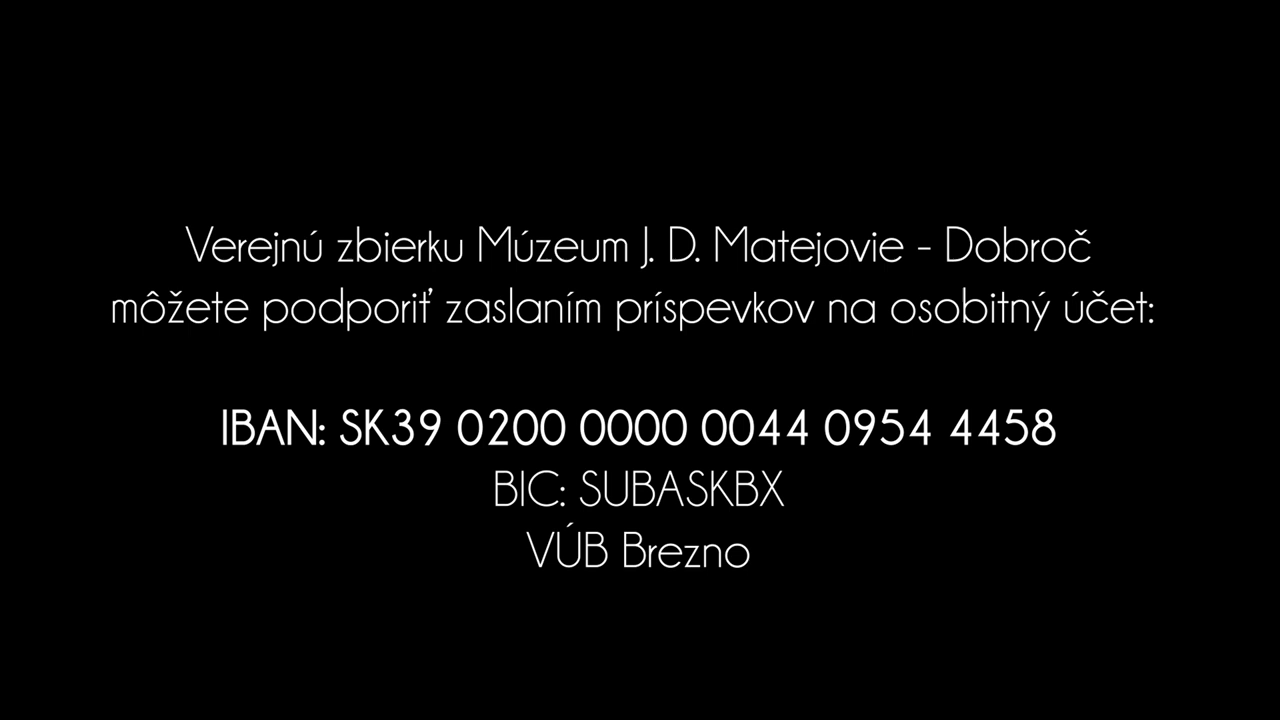 Verejnú zbierku Múzeum J. D. Matejovie - Dobroč
môžete podporiť zaslaním príspevkov na osobitný účet:
IBAN: SK39 0200 0000 0044 0954 4458
BIC: SUBASKBX
VÚB Brezno